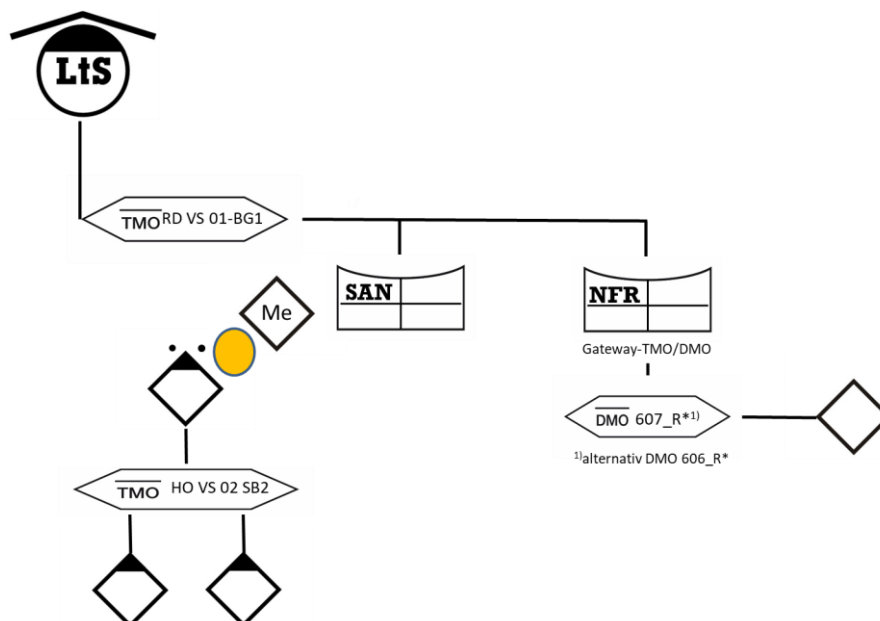 LtS
TMO RD VS 01-BG1
SAN
NFR
Me
Gateway-TMO/DMO
DMO 607_R*¹⁾
¹⁾alternativ DMO 606_R*
TMO HO VS 02 SB2